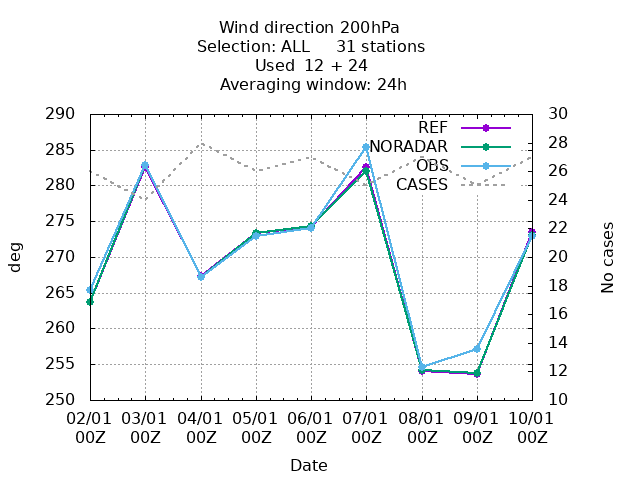 Wind direction 200hPa
Selection: ALL     31 stations
Used  12 + 24
Averaging window: 24h
290
285
280
275
270
265
260
255
250
deg
30
28
26
24
22
20
18
16
14
12
10
No cases
REF
NORADAR
OBS
CASES
02/01 03/01 04/01 05/01 06/01 07/01 08/01 09/01 10/01
00Z 00Z 00Z 00Z 00Z 00Z 00Z 00Z 00Z
Date